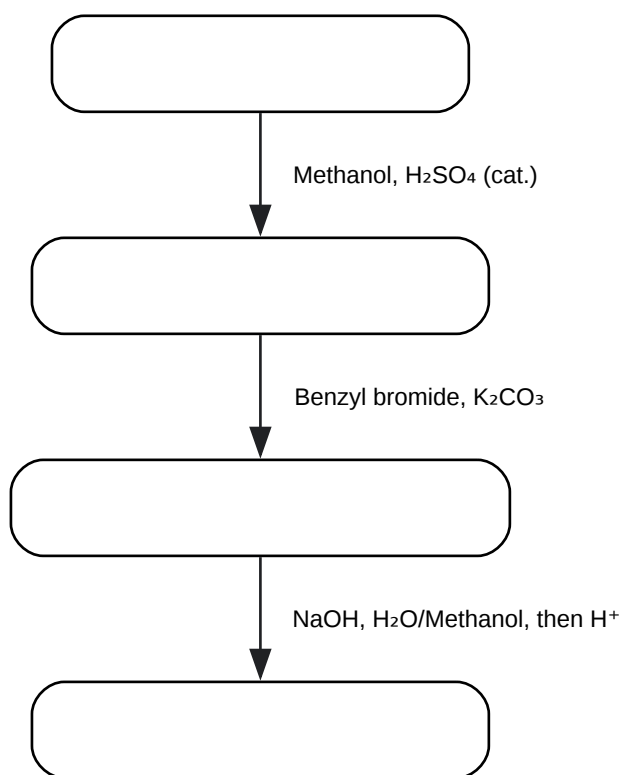 Methanol, H₂SO₄ (cat.)
Benzyl bromide, K₂CO₃
NaOH, H₂O/Methanol, then H⁺